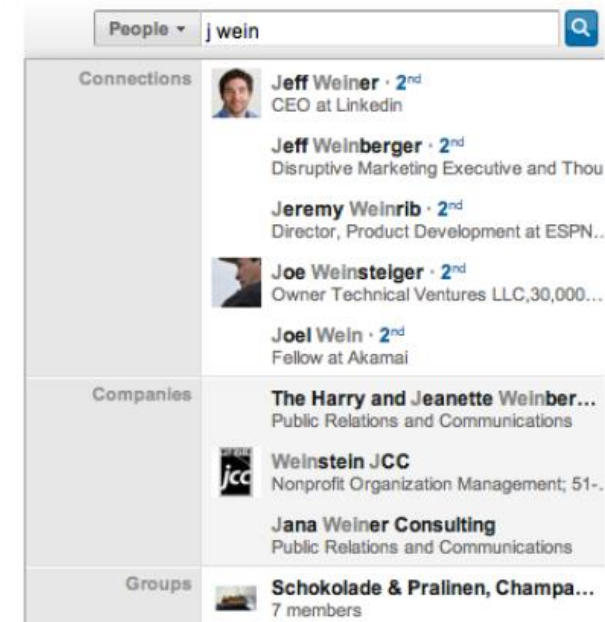 People
j wein
Connections
Jeff Weiner · 2nd
CEO at Linkedin
Jeff Weinberger · 2nd
Disruptive Marketing Executive and Thou
Jeremy Weinrib · 2nd
Director, Product Development at ESPN...
Joe Weinsteiger · 2nd
Owner Technical Ventures LLC,30,000...
Joel Wein · 2nd
Fellow at Akamai
Companies
The Harry and Jeanette Weinber...
Public Relations and Communications
jcc
Weinstein JCC
Nonprofit Organization Management; 51-..
Jana Weiner Consulting
Public Relations and Communications
Groups
Schokolade & Pralinen, Champa...
7 members